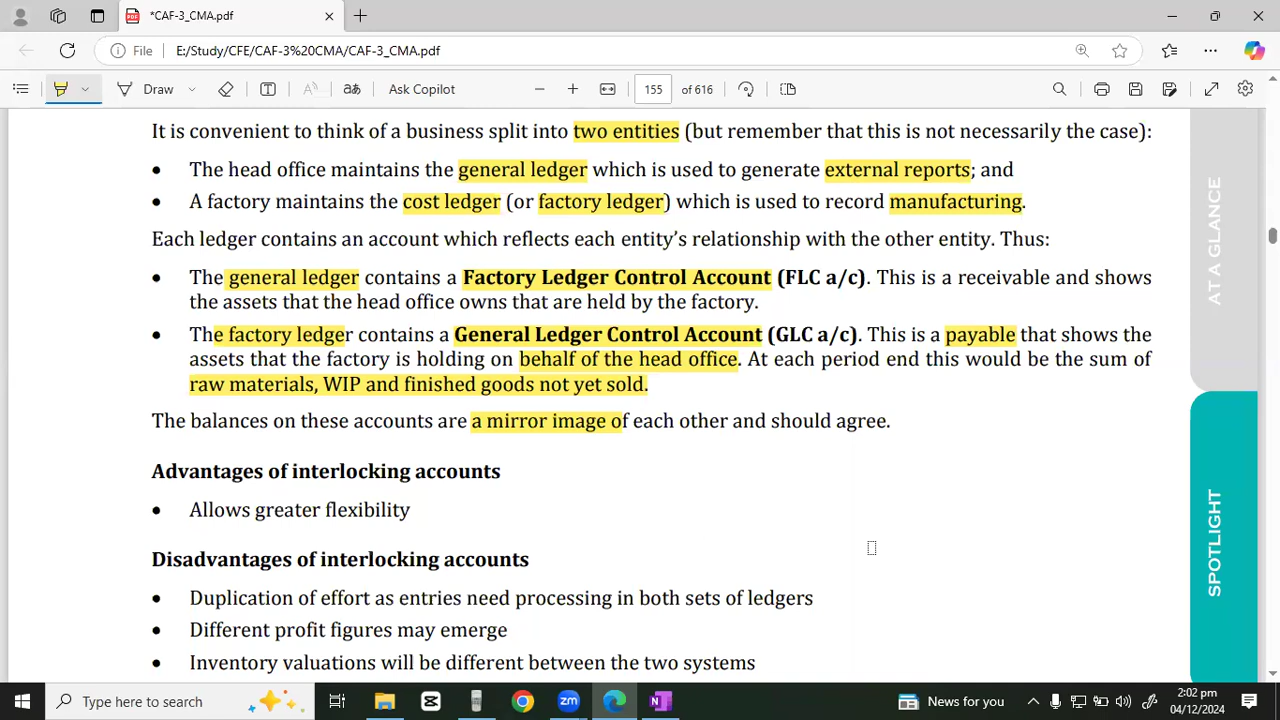 *CAF-3_CMA.pdf
File
E:/Study/CFE/CAF-3%20CMA/CAF-3_CMA.pdf
Draw
Ask Copilot
155 of 616
It is convenient to think of a business split into two entities (but remember that this is not necessarily the case):
• The head office maintains the general ledger which is used to generate external reports; and
• A factory maintains the cost ledger (or factory ledger) which is used to record manufacturing.
Each ledger contains an account which reflects each entity’s relationship with the other entity. Thus:
• The general ledger contains a Factory Ledger Control Account (FLC a/c). This is a receivable and shows
the assets that the head office owns that are held by the factory.
• The factory ledger contains a General Ledger Control Account (GLC a/c). This is a payable that shows the
assets that the factory is holding on behalf of the head office. At each period end this would be the sum of
raw materials, WIP and finished goods not yet sold.
The balances on these accounts are a mirror image of each other and should agree.
Advantages of interlocking accounts
• Allows greater flexibility
Disadvantages of interlocking accounts
• Duplication of effort as entries need processing in both sets of ledgers
• Different profit figures may emerge
• Inventory valuations will be different between the two systems
AT A GLANCE
SPOTLIGHT
Type here to search
zm
News for you
2:02 pm
04/12/2024